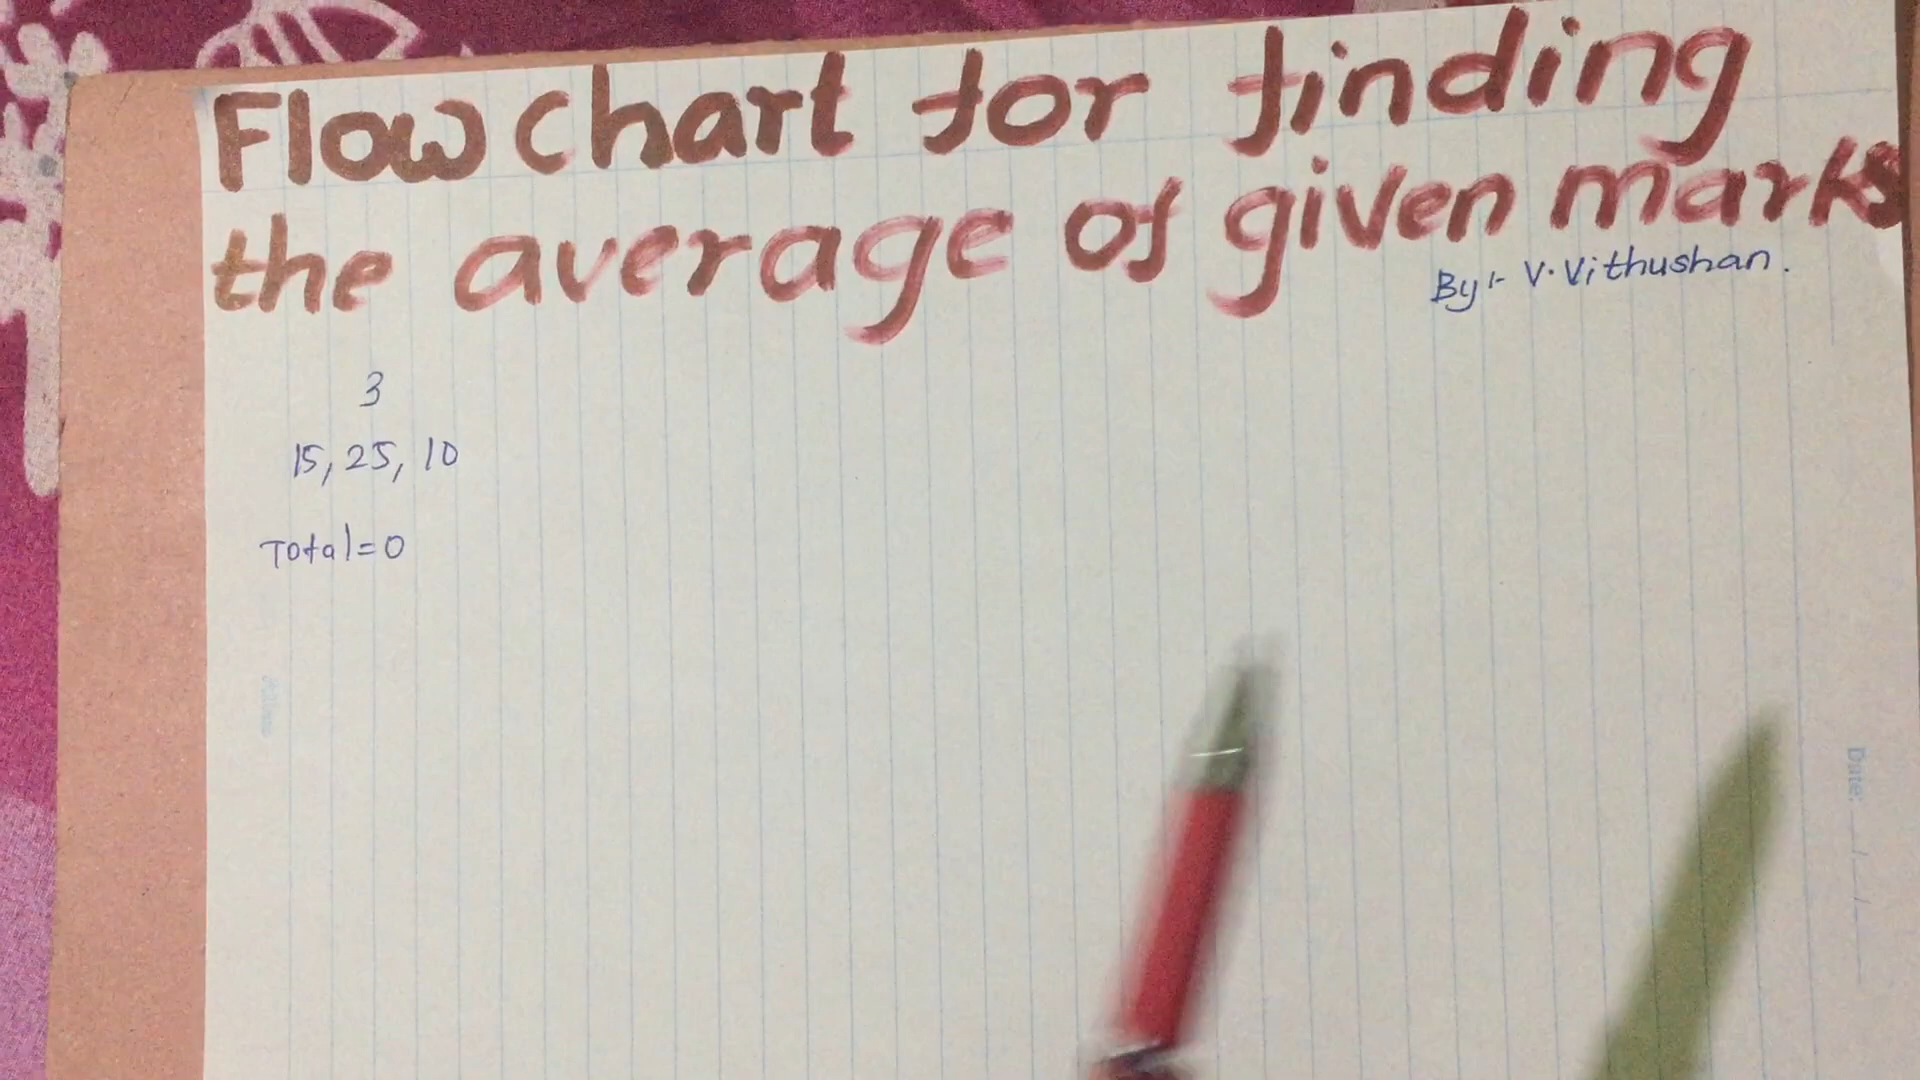 Flow chart for finding
the average of given marks
By:- V. Vithushan.
3
15, 25, 10
Total=0
Date: